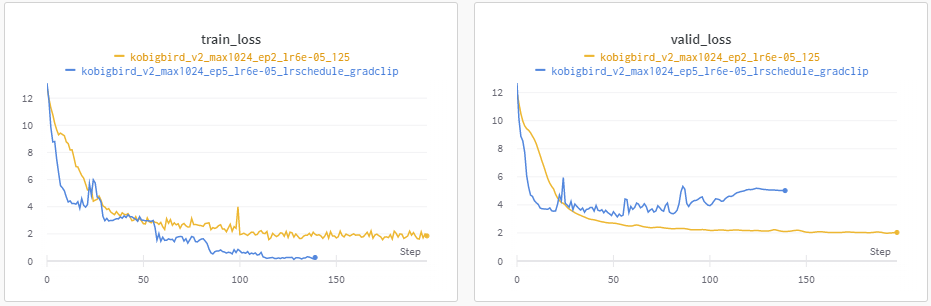 train_loss
kobigbird_v2_max1024_ep2_lr6e-05_125
kobigbird_v2_max1024_ep5_lr6e-05_lrschedule_gradclip
12
10
8
6
4
2
0
0 50 100 150
Step
valid_loss
kobigbird_v2_max1024_ep2_lr6e-05_125
kobigbird_v2_max1024_ep5_lr6e-05_lrschedule_gradclip
12
10
8
6
4
2
0
0 50 100 150
Step